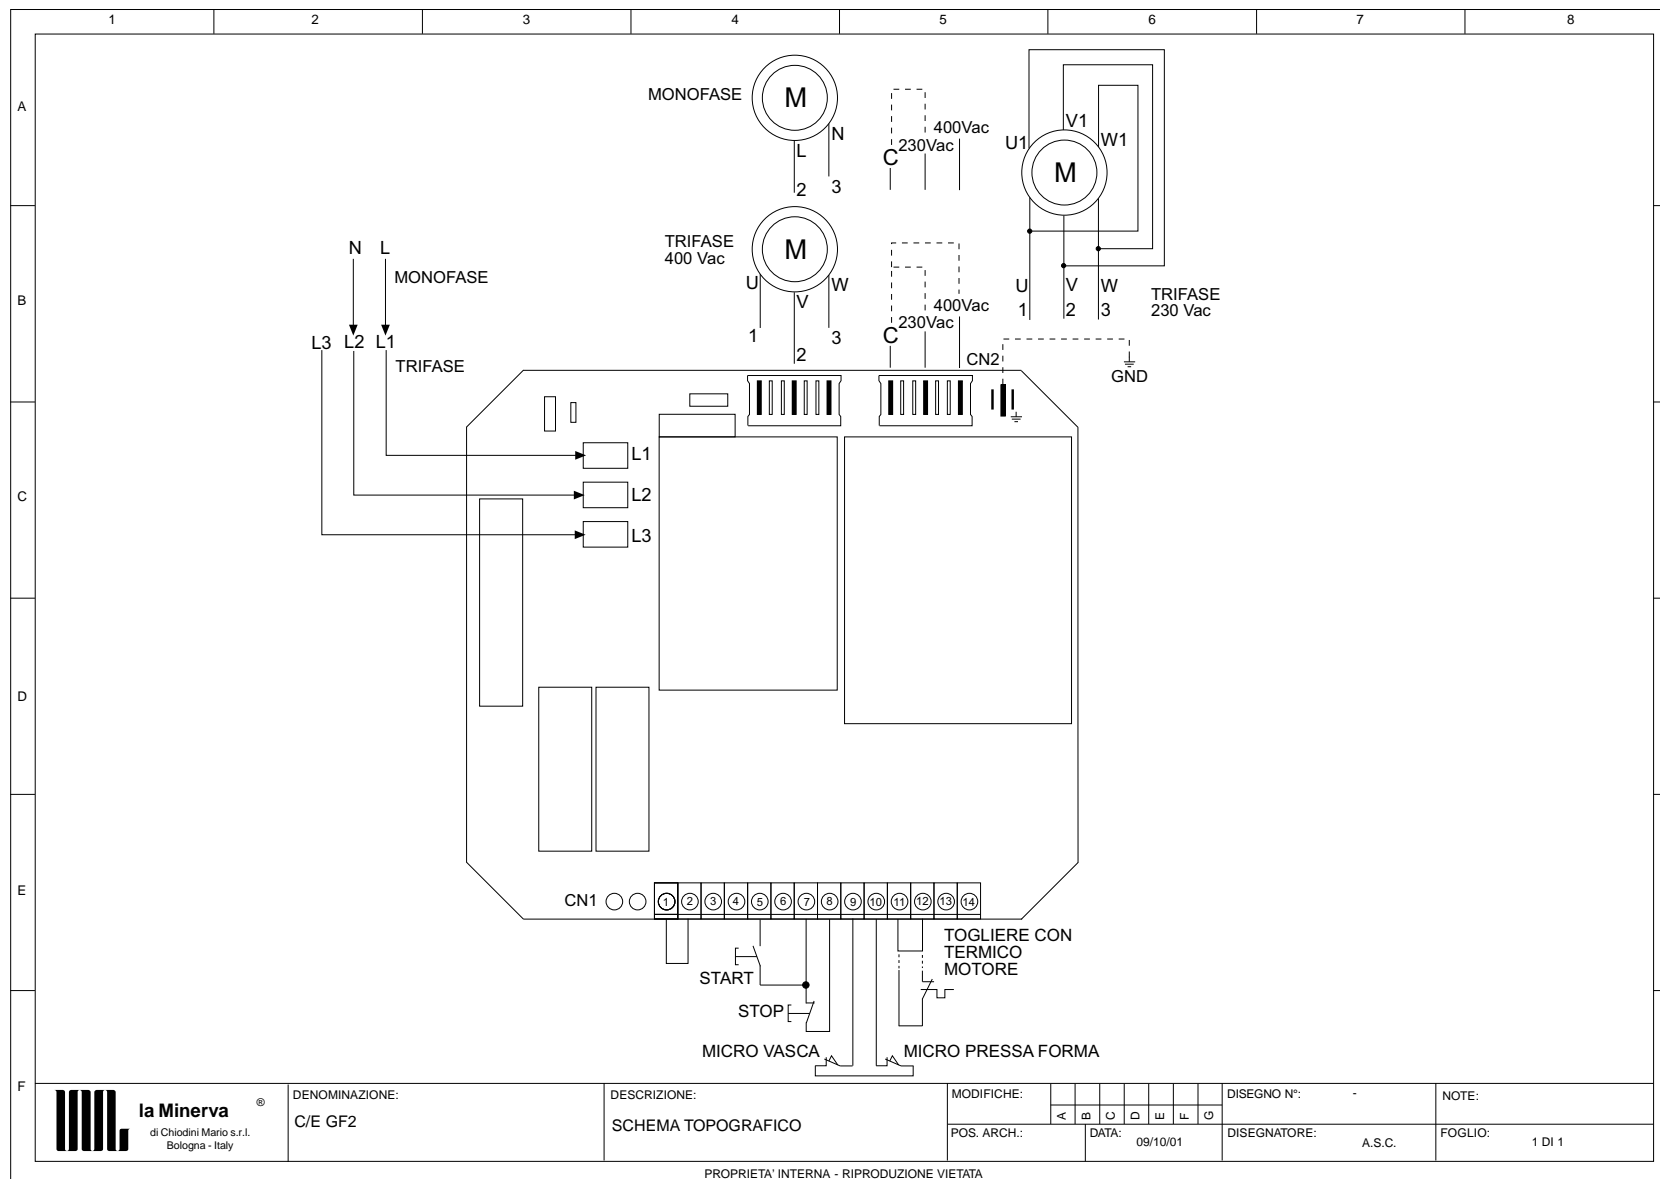 1 2 3 4 5 6 7 8
A
B
C
D
E
F
MONOFASE
M
L
N
2
3
C
230Vac
400Vac
U1
V1
W1
M
U
V
W
1
2
3
TRIFASE
230 Vac
TRIFASE
400 Vac
M
U
V
W
1
2
3
C
230Vac
400Vac
CN2
GND
N L
MONOFASE
L3 L2 L1
TRIFASE
L1
L2
L3
CN1
1 2 3 4 5 6 7 8 9 10 11 12 13 14
START
STOP
MICRO VASCA
MICRO PRESSA FORMA
TOGLIERE CON
TERMICO
MOTORE
la Minerva ®
di Chiodini Mario s.r.l.
Bologna - Italy
DENOMINAZIONE:
C/E GF2
DESCRIZIONE:
SCHEMA TOPOGRAFICO
MODIFICHE:
A B C D E F G
POS. ARCH.:
DATA:
09/10/01
DISEGNO N°: -
DISEGNATORE:
A.S.C.
NOTE:
FOGLIO:
1 DI 1
PROPRIETA' INTERNA - RIPRODUZIONE VIETATA